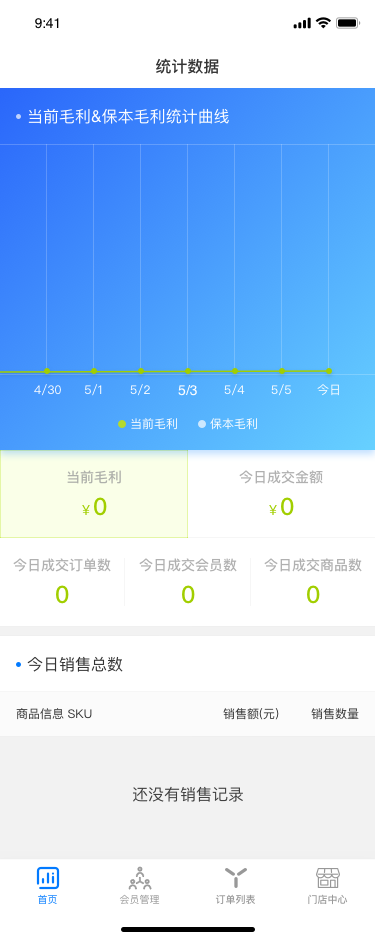 9:41
统计数据
当前毛利&保本毛利统计曲线
4/30 5/1 5/2 5/3 5/4 5/5 今日
当前毛利 保本毛利
当前毛利 今日成交金额
¥0 ¥0
今日成交订单数 今日成交会员数 今日成交商品数
0 0 0
今日销售总数
商品信息 SKU 销售额(元) 销售数量
还没有销售记录
首页 会员管理 订单列表 门店中心